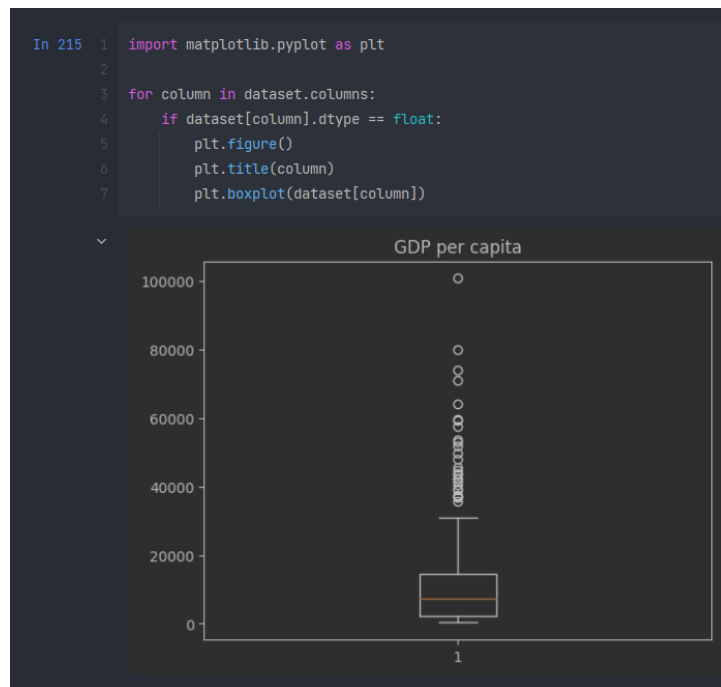 In 215
1 import matplotlib.pyplot as plt
2
3 for column in dataset.columns:
4     if dataset[column].dtype == float:
5         plt.figure()
6         plt.title(column)
7         plt.boxplot(dataset[column])
GDP per capita
100000
80000
60000
40000
20000
0
1